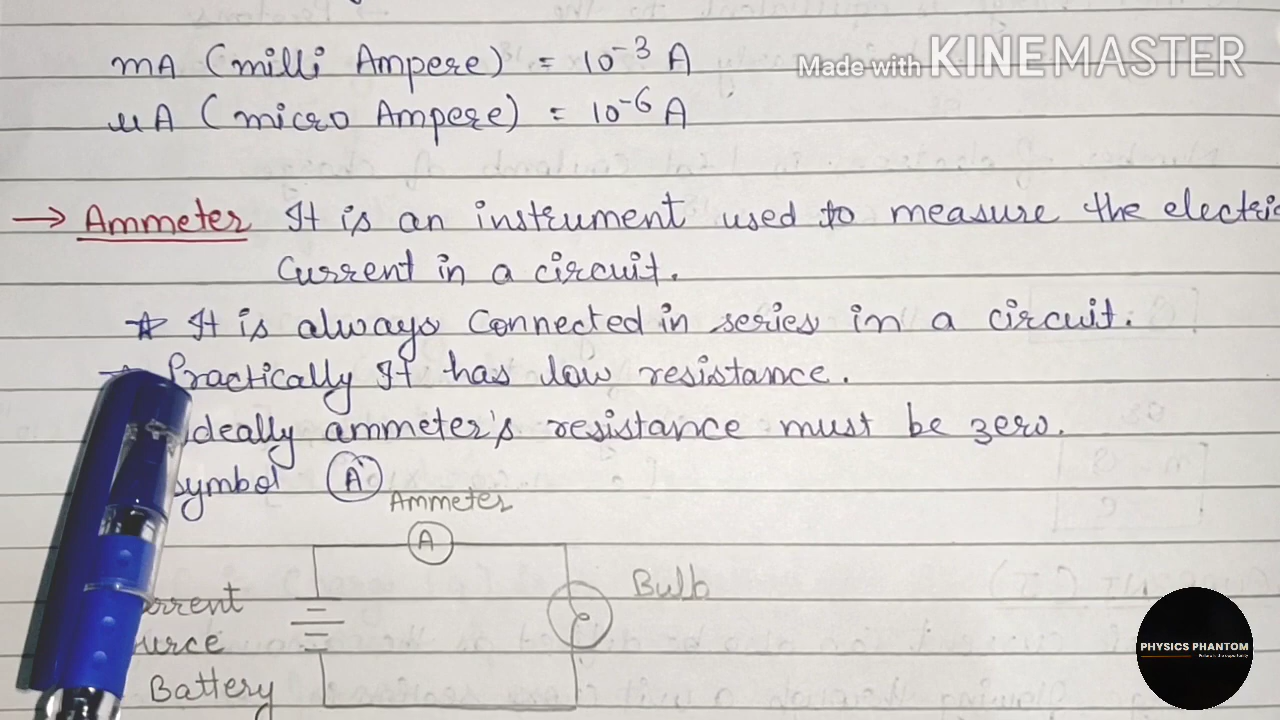 mA (milli Ampere) = 10⁻³ A
Made with KINEMASTER
μA (micro Ampere) = 10⁻⁶ A
→ Ammeter It is an instrument used to measure the electric
Current in a circuit.
☆ It is always Connected in series in a circuit.
Practically It has low resistance.
ideally ammeter's resistance must be zero.
symbol A
Ammeter
A
Bulb
Battery
PHYSICS PHANTOM